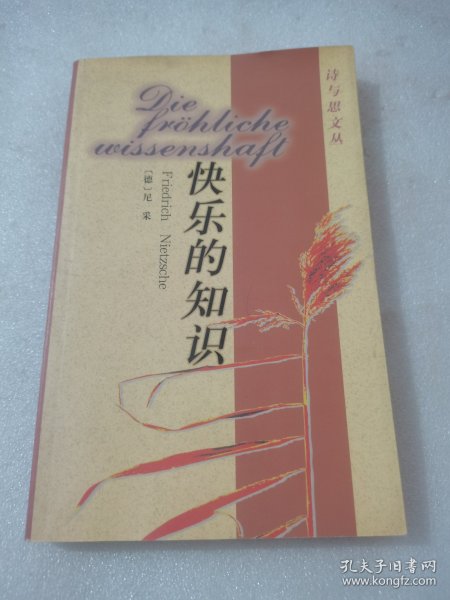 诗与思文丛
Die
fröhliche
wissenshaft
快乐的知识
Friedrich Nietzsche
〔德〕尼采
孔夫子旧书网
www.kongfz.com